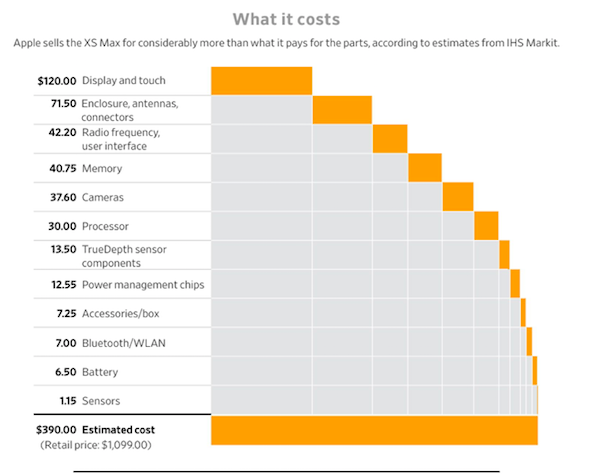 What it costs
Apple sells the XS Max for considerably more than what it pays for the parts, according to estimates from IHS Markit.
$120.00 Display and touch
71.50 Enclosure, antennas,
connectors
42.20 Radio frequency,
user interface
40.75 Memory
37.60 Cameras
30.00 Processor
13.50 TrueDepth sensor
components
12.55 Power management chips
7.25 Accessories/box
7.00 Bluetooth/WLAN
6.50 Battery
1.15 Sensors
$390.00 Estimated cost
(Retail price: $1,099.00)